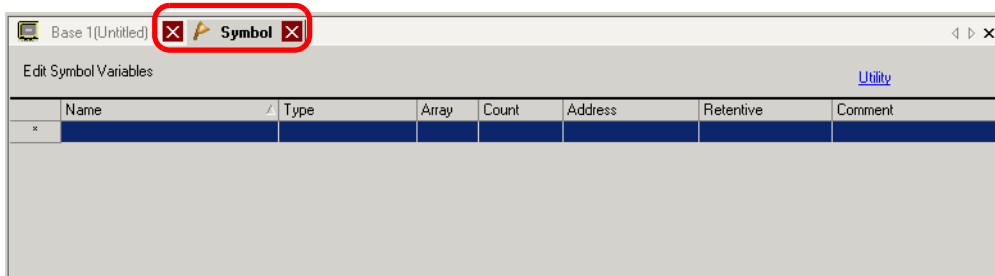 Base 1(Untitled) Symbol
Edit Symbol Variables
Utility
Name Type Array Count Address Retentive Comment
*